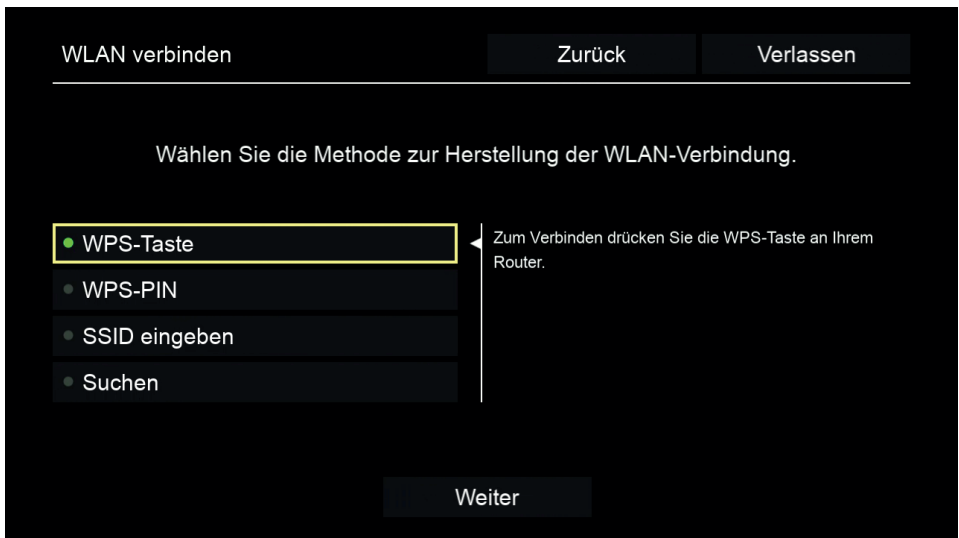 WLAN verbinden
Zurück
Verlassen
Wählen Sie die Methode zur Herstellung der WLAN-Verbindung.
WPS-Taste
WPS-PIN
SSID eingeben
Suchen
Zum Verbinden drücken Sie die WPS-Taste an Ihrem
Router.
Weiter